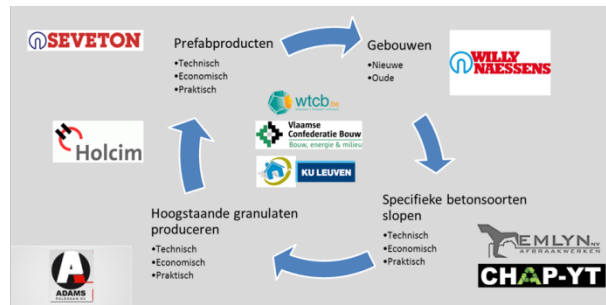 SEVETON
Prefabproducten
•Technisch
•Economisch
•Praktisch
Gebouwen
•Nieuwe
•Oude
WILLY
NAESSENS
wtcb.be
Vlaamse
Confederatie Bouw
Bouw, energie & milieu
KU LEUVEN
Holcim
Hoogstaande granulaten
produceren
•Technisch
•Economisch
•Praktisch
Specifieke betonsoorten
slopen
•Technisch
•Economisch
•Praktisch
EMLYN NV
AFBRAAKWERKEN
CHAP-YT
A
ADAMS